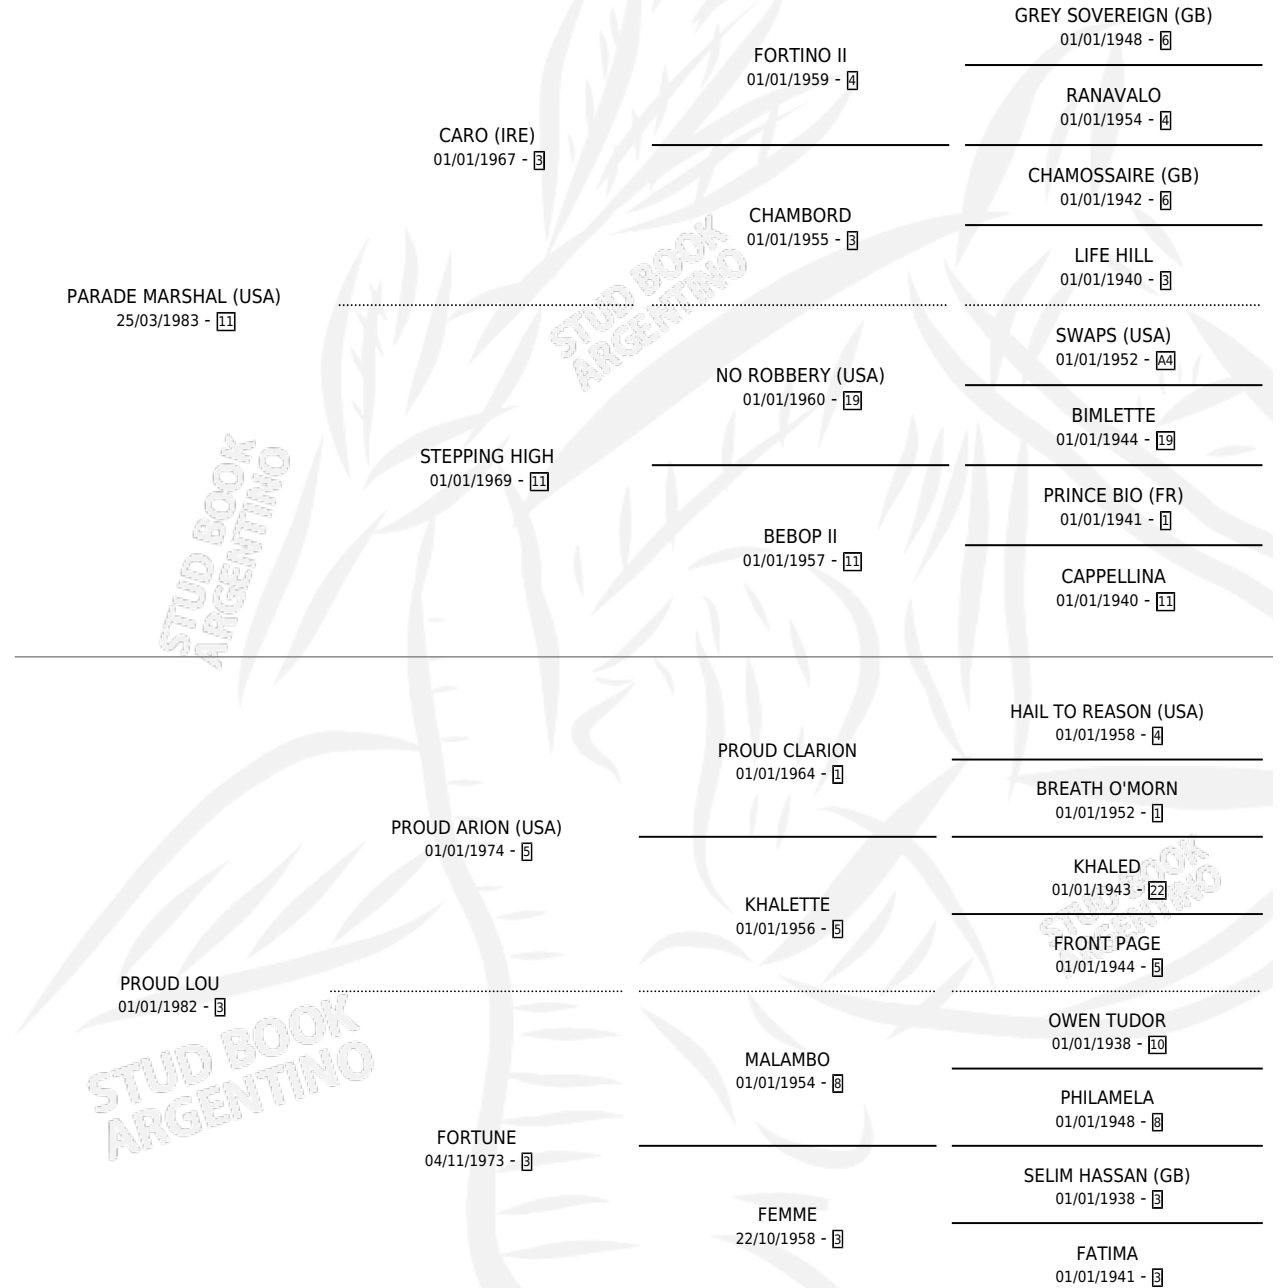 GREY SOVEREIGN (GB)
01/01/1948 - 6
FORTINO II
01/01/1959 - 4
RANAVALO
01/01/1954 - 4
CARO (IRE)
01/01/1967 - 3
CHAMOSSAIRE (GB)
01/01/1942 - 6
CHAMBORD
01/01/1955 - 3
LIFE HILL
01/01/1940 - 3
PARADE MARSHAL (USA)
25/03/1983 - 11
STUD BOOK
ARGENTINO
SWAPS (USA)
01/01/1952 - A4
NO ROBBERY (USA)
01/01/1960 - 19
BIMLETTE
01/01/1944 - 19
STEPPING HIGH
01/01/1969 - 11
PRINCE BIO (FR)
01/01/1941 - 1
BEBOP II
01/01/1957 - 11
CAPPELLINA
01/01/1940 - 11
STUD BOOK
ARGENTINO
HAIL TO REASON (USA)
01/01/1958 - 4
PROUD CLARION
01/01/1964 - 1
BREATH O'MORN
01/01/1952 - 1
PROUD ARION (USA)
01/01/1974 - 5
KHALED
01/01/1943 - 22
KHALETTE
01/01/1956 - 5
STUD BOOK
ARGENTINO
FRONT PAGE
01/01/1944 - 5
PROUD LOU
01/01/1982 - 3
OWEN TUDOR
01/01/1938 - 10
MALAMBO
01/01/1954 - 8
STUD BOOK
ARGENTINO
PHILAMELA
01/01/1948 - 8
FORTUNE
04/11/1973 - 3
SELIM HASSAN (GB)
01/01/1938 - 3
FEMME
22/10/1958 - 3
FATIMA
01/01/1941 - 3